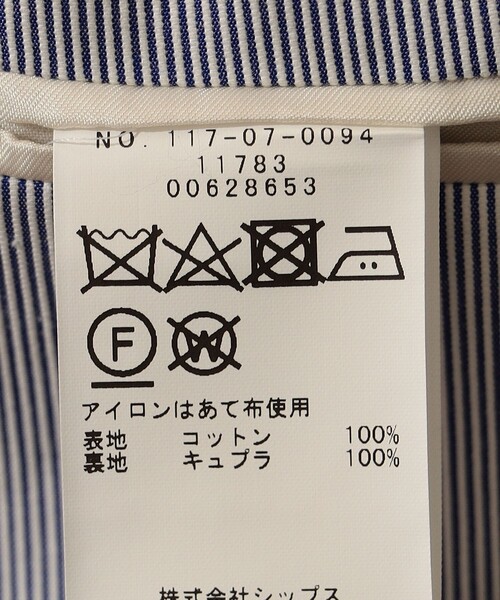 NO. 117-07-0094
11783
00628653
F W
アイロンはあて布使用
表地 コットン 100%
裏地 キュプラ 100%
株式会社シップス